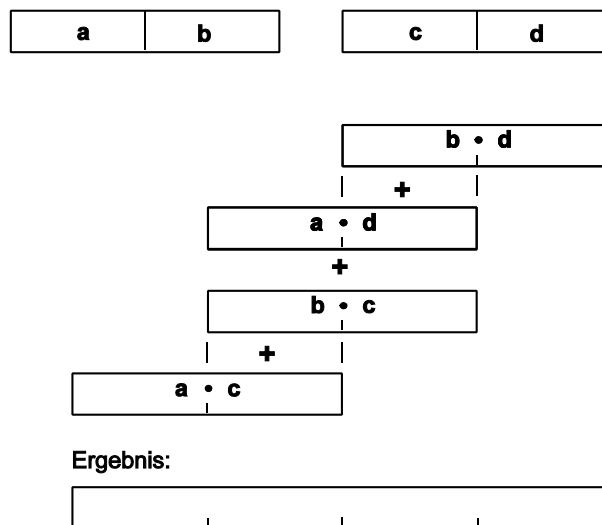 a b c d
b • d
+
a • d
+
b • c
+
a • c
Ergebnis: